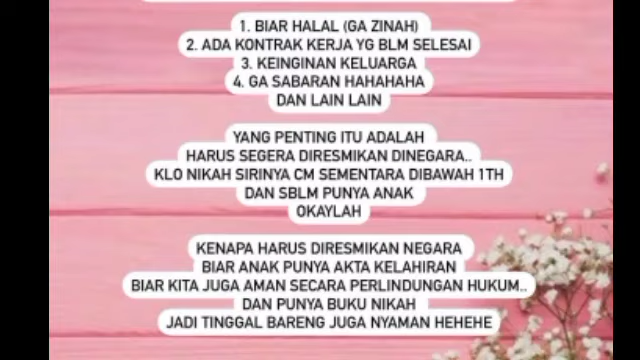 1. BIAR HALAL (GA ZINAH)
2. ADA KONTRAK KERJA YG BLM SELESAI
3. KEINGINAN KELUARGA
4. GA SABARAN HAHAHAHA
DAN LAIN LAIN
YANG PENTING ITU ADALAH
HARUS SEGERA DIRESMIKAN DINEGARA..
KLO NIKAH SIRINYA CM SEMENTARA DIBAWAH 1TH
DAN SBLM PUNYA ANAK
OKAYLAH
KENAPA HARUS DIRESMIKAN NEGARA
BIAR ANAK PUNYA AKTA KELAHIRAN
BIAR KITA JUGA AMAN SECARA PERLINDUNGAN HUKUM..
DAN PUNYA BUKU NIKAH
JADI TINGGAL BARENG JUGA NYAMAN HEHEHE